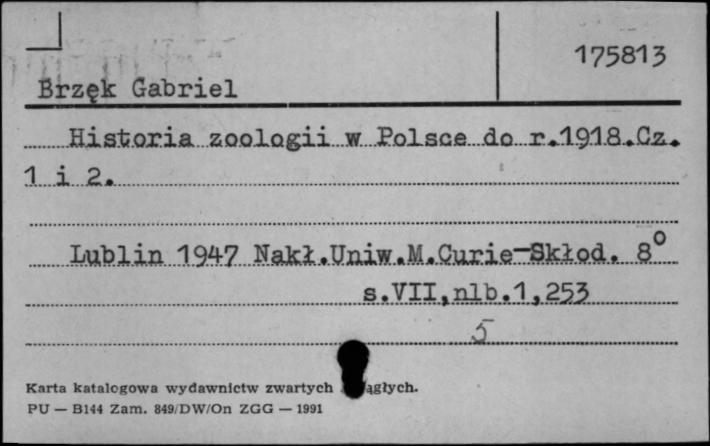 175813
Brzęk Gabriel
Historia zoologii w Polsce do r.1918.Cz.
1 i 2.
Lublin 1947 Nakł.Uniw.M.Curie-Skłod. 8°
s.VII,nlb.1,253
5
Karta katalogowa wydawnictw zwartych ągłych.
PU — B144 Zam. 849/DW/On ZGG — 1991